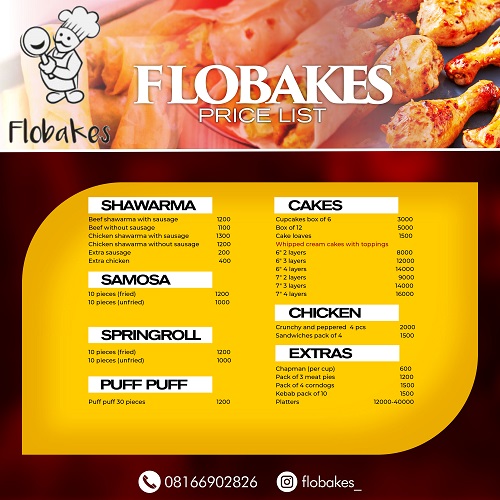 Flobakes
FLOBAKES
PRICE LIST
SHAWARMA
Beef shawarma with sausage 1200
Beef without sausage 1100
Chicken shawarma with sausage 1300
Chicken shawarma without sausage 1200
Extra sausage 200
Extra chicken 400
SAMOSA
10 pieces (fried) 1200
10 pieces (unfried) 1000
SPRINGROLL
10 pieces (fried) 1200
10 pieces (unfried) 1000
PUFF PUFF
Puff puff 30 pieces 1200
CAKES
Cupcakes box of 6 3000
Box of 12 5000
Cake loaves 1500
Whipped cream cakes with toppings
6" 2 layers 8000
6" 3 layers 12000
6" 4 layers 14000
7" 2 layers 9000
7" 3 layers 14000
7" 4 layers 16000
CHICKEN
Crunchy and peppered 4 pcs 2000
Sandwiches pack of 4 1500
EXTRAS
Chapman (per cup) 600
Pack of 3 meat pies 1200
Pack of 4 corndogs 1500
Kebab pack of 10 1500
Platters 12000-40000
08166902826 flobakes_